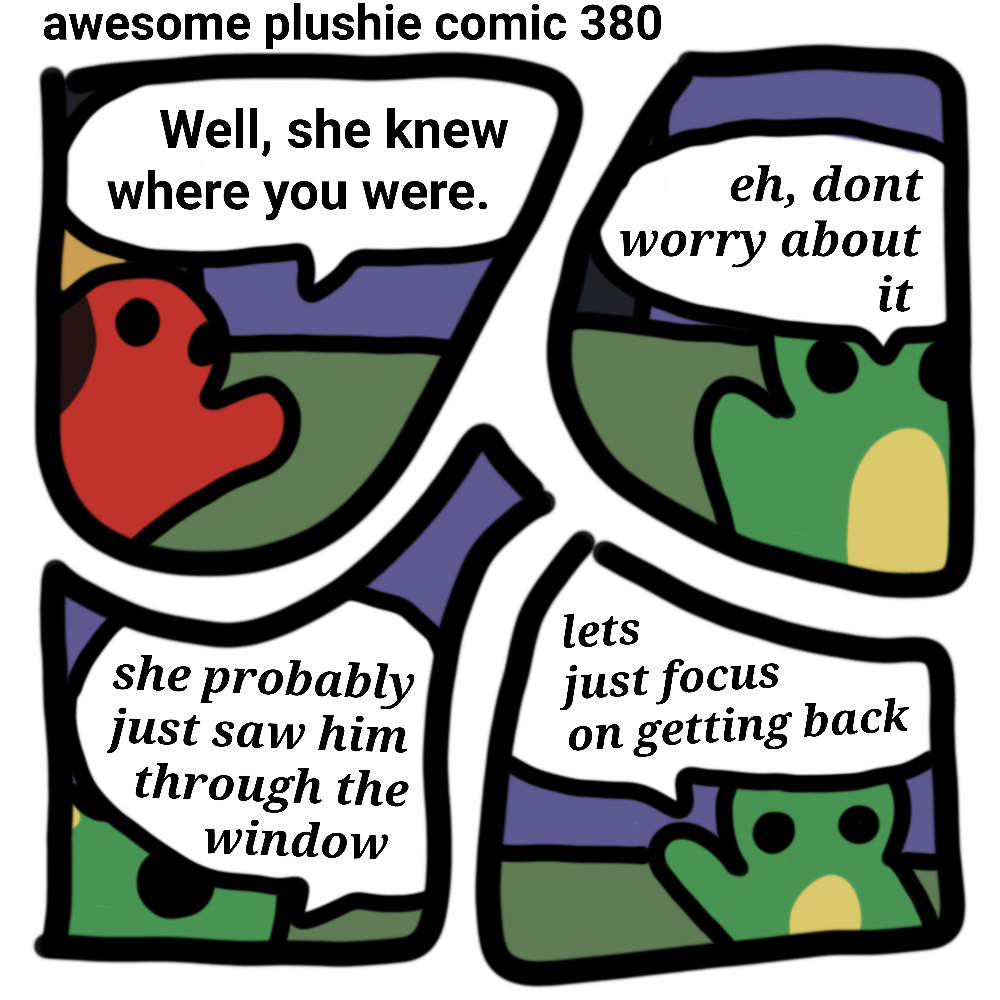 awesome plushie comic 380
Well, she knew
where you were.
eh, dont
worry about
it
she probably
just saw him
through the
window
lets
just focus
on getting back